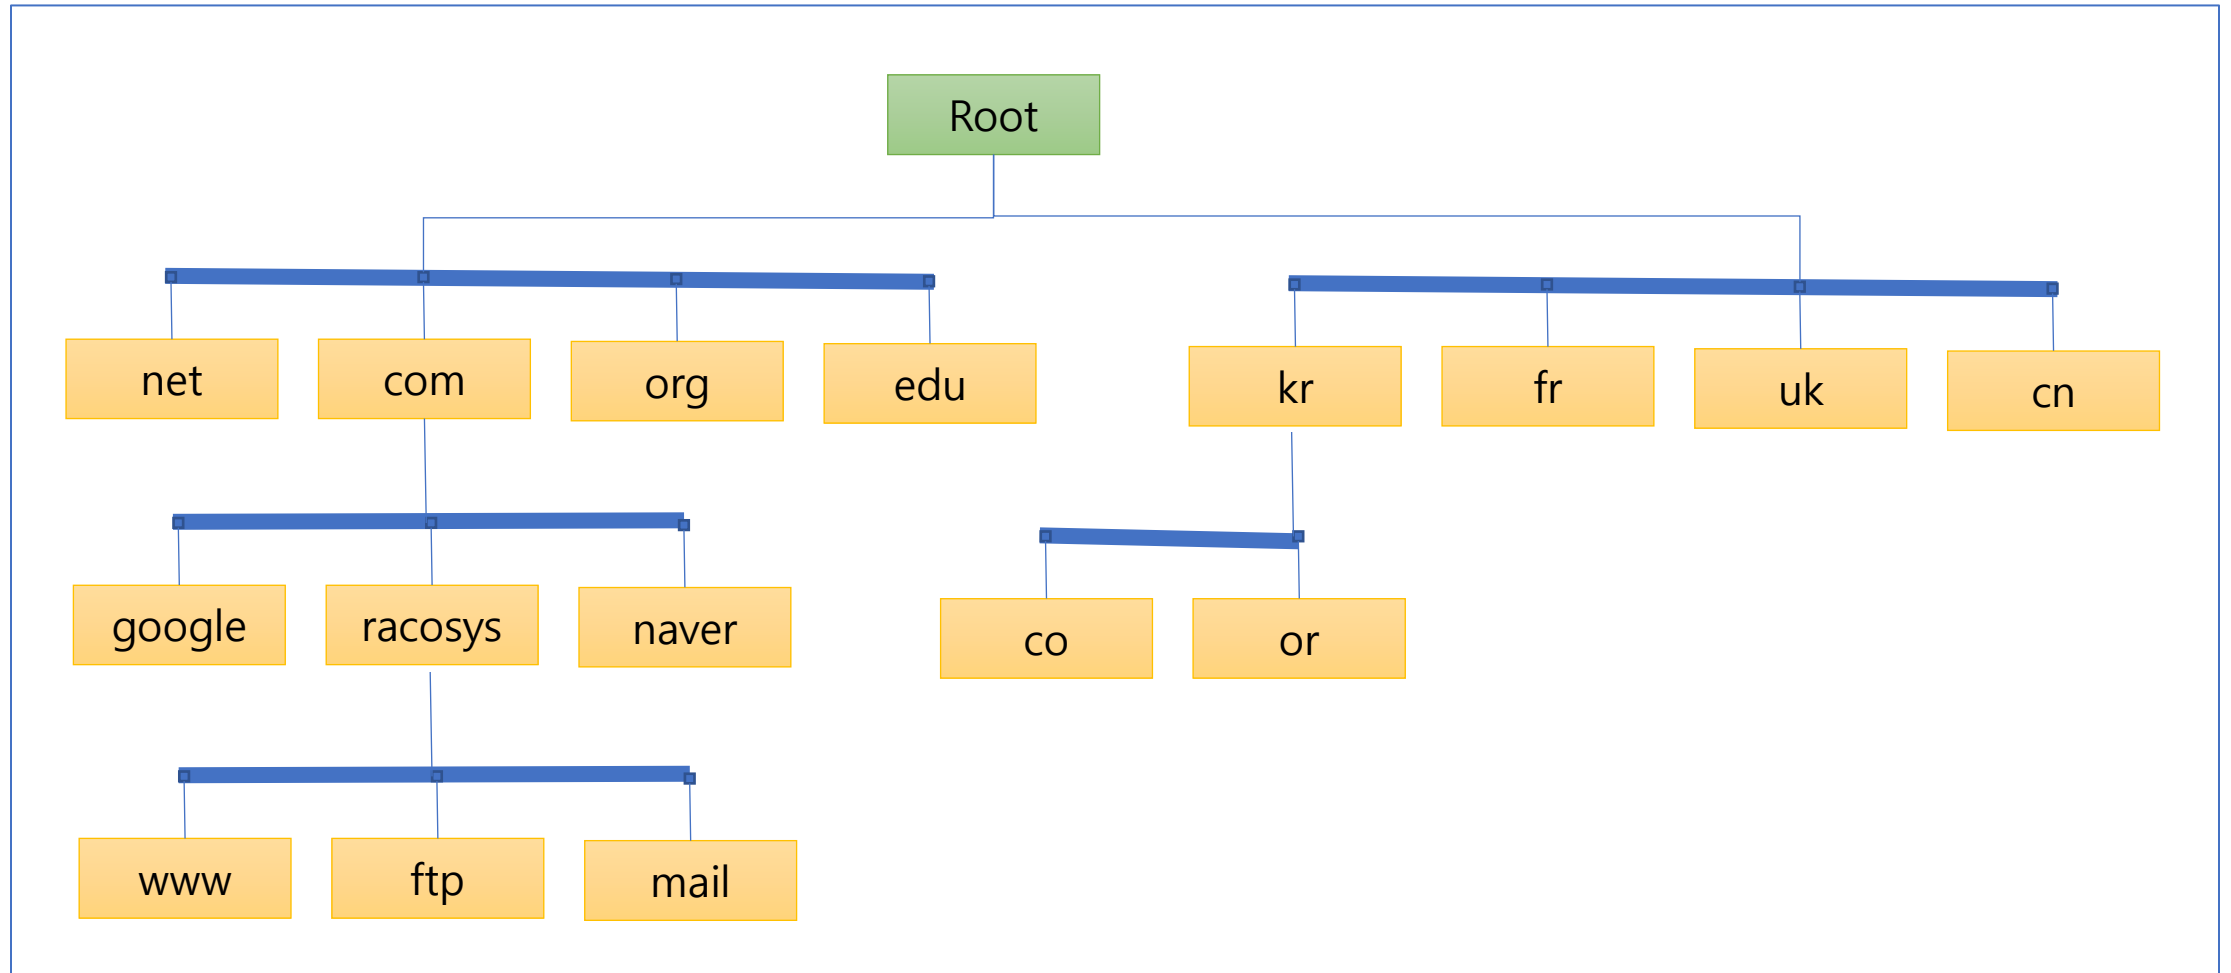 Root
net
com
org
edu
kr
fr
uk
cn
google
racosys
naver
co
or
www
ftp
mail